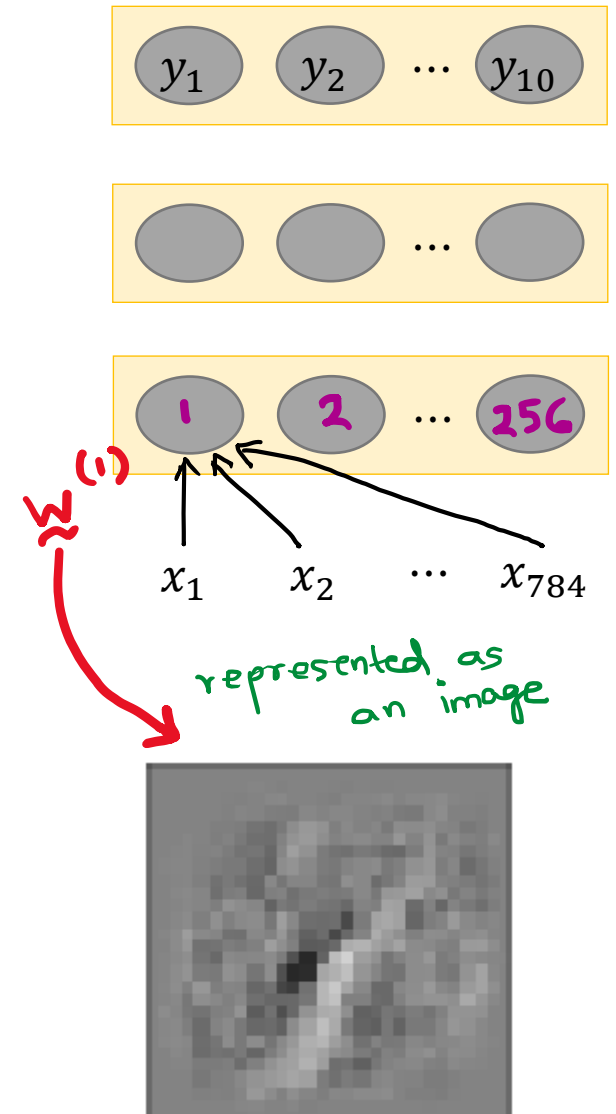 y₁ y₂ ... y₁₀
...
1 2 ... 256
w⁽¹⁾
x₁ x₂ ... x₇₈₄
represented as
an image